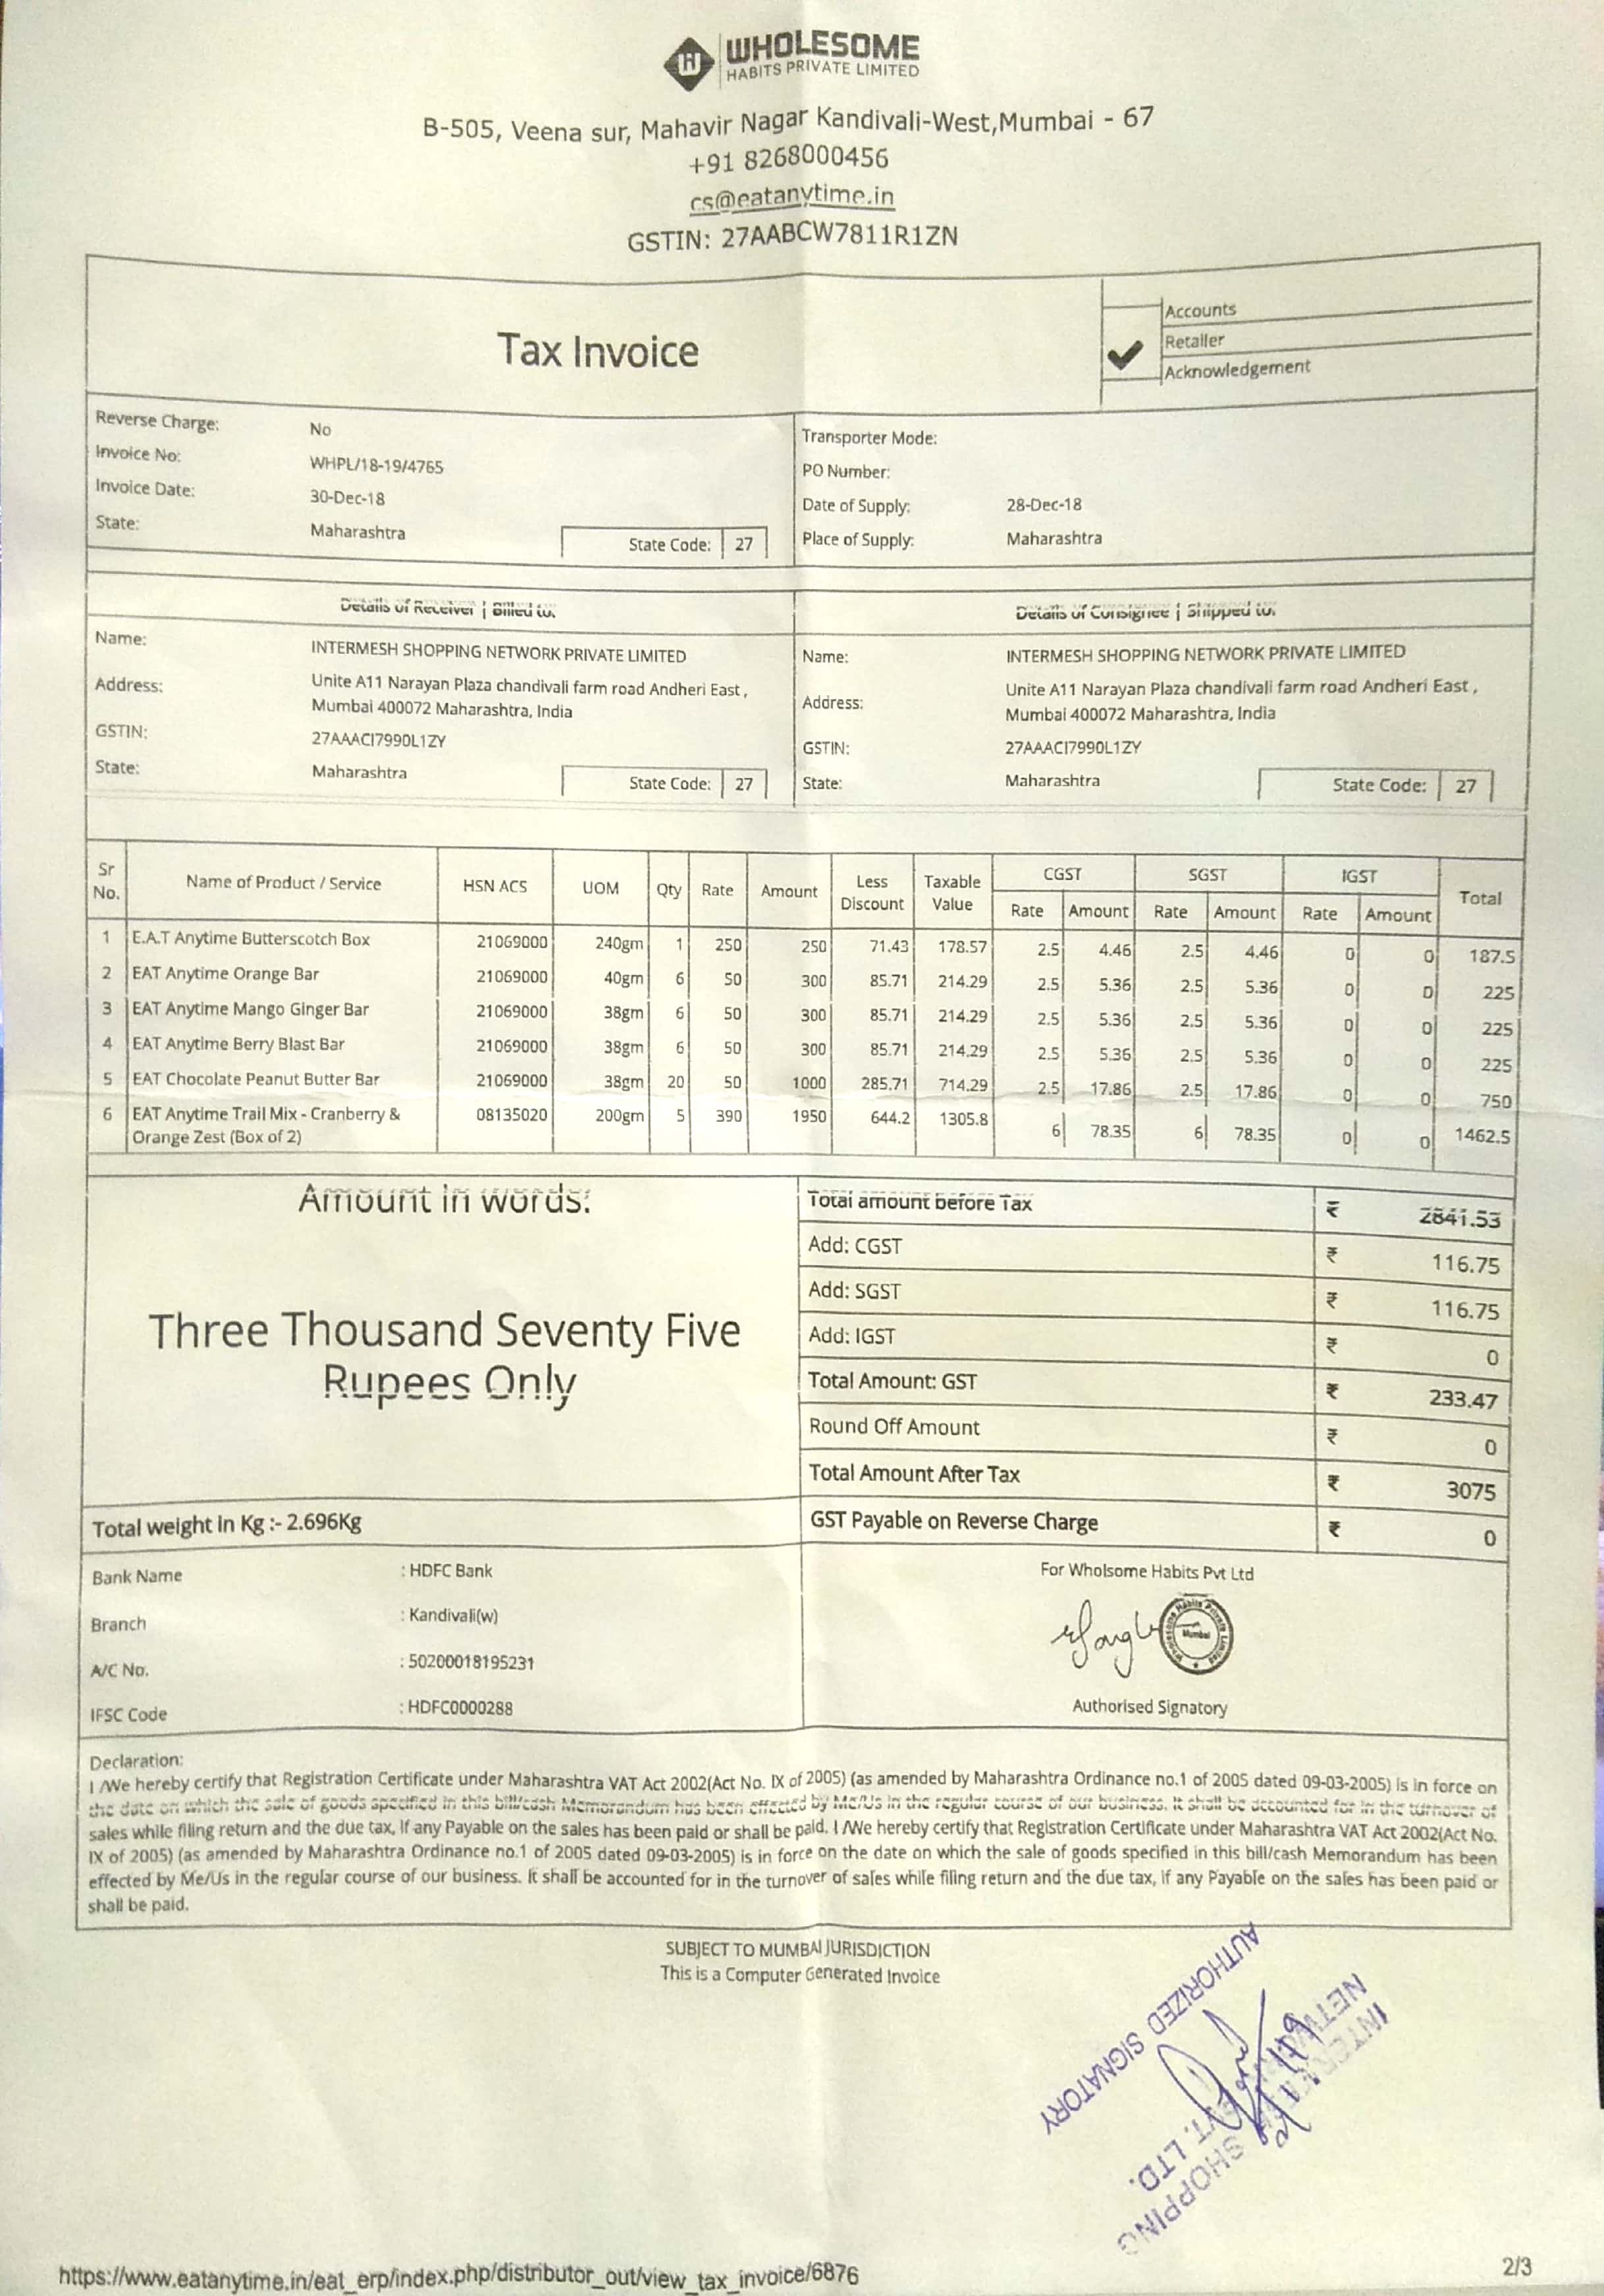 WHOLESOME
HABITS PRIVATE LIMITED
B-505, Veena sur, Mahavir Nagar Kandivali-West,Mumbai - 67
+91 8268000456
cs@eatanytime.in
GSTIN: 27AABCW7811R1ZN
Tax Invoice
Accounts
Retailer
Acknowledgement
Reverse Charge: No
Invoice No: WHPL/18-19/4765
Invoice Date: 30-Dec-18
State: Maharashtra State Code: 27
Transporter Mode:
PO Number:
Date of Supply: 28-Dec-18
Place of Supply: Maharashtra
Details of Receiver | Billed to:
Name: INTERMESH SHOPPING NETWORK PRIVATE LIMITED
Address: Unite A11 Narayan Plaza chandivali farm road Andheri East ,
Mumbai 400072 Maharashtra, India
GSTIN: 27AAACI7990L1ZY
State: Maharashtra State Code: 27
Details of Consignee | Shipped to:
Name: INTERMESH SHOPPING NETWORK PRIVATE LIMITED
Address: Unite A11 Narayan Plaza chandivali farm road Andheri East ,
Mumbai 400072 Maharashtra, India
GSTIN: 27AAACI7990L1ZY
State: Maharashtra State Code: 27
Sr No. Name of Product / Service HSN ACS UOM Qty Rate Amount Less Discount Taxable Value CGST SGST IGST Total
Rate Amount Rate Amount Rate Amount
1 E.A.T Anytime Butterscotch Box 21069000 240gm 1 250 250 71.43 178.57 2.5 4.46 2.5 4.46 0 0 187.5
2 EAT Anytime Orange Bar 21069000 40gm 6 50 300 85.71 214.29 2.5 5.36 2.5 5.36 0 0 225
3 EAT Anytime Mango Ginger Bar 21069000 38gm 6 50 300 85.71 214.29 2.5 5.36 2.5 5.36 0 0 225
4 EAT Anytime Berry Blast Bar 21069000 38gm 6 50 300 85.71 214.29 2.5 5.36 2.5 5.36 0 0 225
5 EAT Chocolate Peanut Butter Bar 21069000 38gm 20 50 1000 285.71 714.29 2.5 17.86 2.5 17.86 0 0 750
6 EAT Anytime Trail Mix - Cranberry & 08135020 200gm 5 390 1950 644.2 1305.8 6 78.35 6 78.35 0 0 1462.5
Orange Zest (Box of 2)
Amount in words:
Three Thousand Seventy Five
Rupees Only
Total amount before Tax ₹ 2841.53
Add: CGST ₹ 116.75
Add: SGST ₹ 116.75
Add: IGST ₹ 0
Total Amount: GST ₹ 233.47
Round Off Amount ₹ 0
Total Amount After Tax ₹ 3075
GST Payable on Reverse Charge ₹ 0
Total weight in Kg :- 2.696Kg
Bank Name : HDFC Bank
Branch : Kandivali(w)
A/C No. : 50200018195231
IFSC Code : HDFC0000288
For Wholsome Habits Pvt Ltd
Wholesome Habits Private Limited
Mumbai
Authorised Signatory
Declaration:
I /We hereby certify that Registration Certificate under Maharashtra VAT Act 2002(Act No. IX of 2005) (as amended by Maharashtra Ordinance no.1 of 2005 dated 09-03-2005) is in force on
the date on which the sale of goods specified in this bill/cash Memorandum has been effected by Me/Us in the regular course of our business. It shall be accounted for in the turnover of
sales while filing return and the due tax, If any Payable on the sales has been paid or shall be paid. I /We hereby certify that Registration Certificate under Maharashtra VAT Act 2002(Act No.
IX of 2005) (as amended by Maharashtra Ordinance no.1 of 2005 dated 09-03-2005) is in force on the date on which the sale of goods specified in this bill/cash Memorandum has been
effected by Me/Us in the regular course of our business. It shall be accounted for in the turnover of sales while filing return and the due tax, if any Payable on the sales has been paid or
shall be paid.
SUBJECT TO MUMBAI JURISDICTION
This is a Computer Generated Invoice
INTERMESH SHOPPING
NETWORK PVT. LTD.
AUTHORIZED SIGNATORY
https://www.eatanytime.in/eat_erp/index.php/distributor_out/view_tax_invoice/6876
2/3